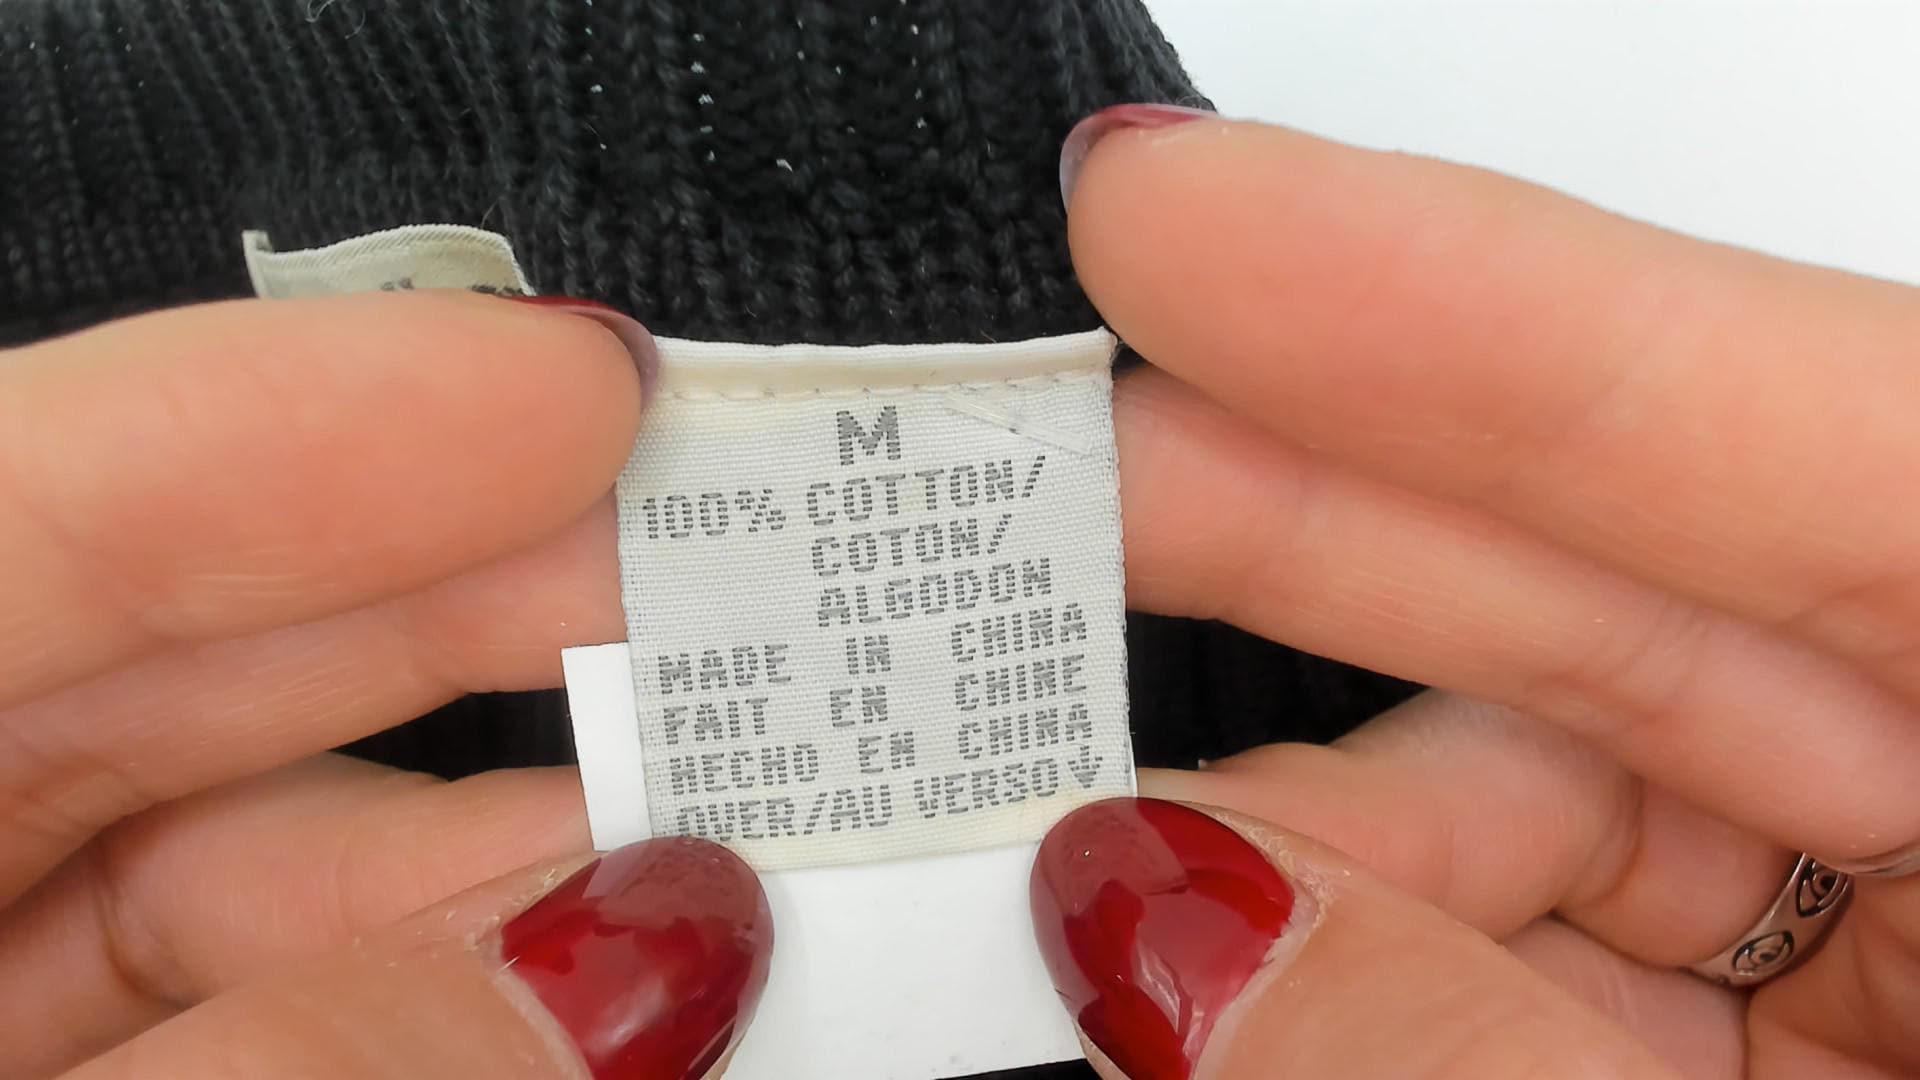 M
100% COTTON/
COTON/
ALGODON
MADE IN CHINA
FAIT EN CHINE
HECHO EN CHINA
OVER/AU VERSO↓